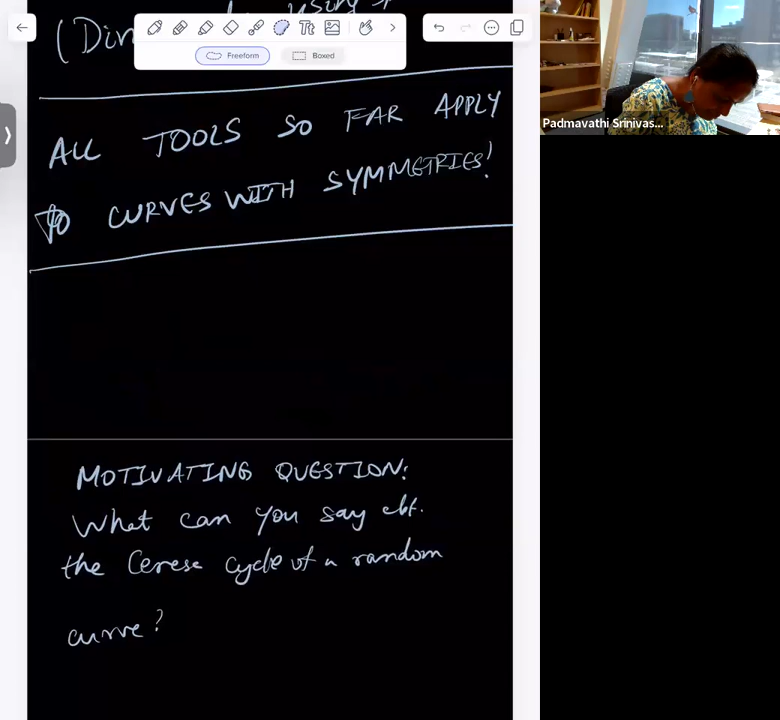 (Din
Freeform
Boxed
ALL TOOLS SO FAR APPLY
TO CURVES WITH SYMMETRIES!
MOTIVATING QUESTION:
What can you say abt.
the Ceresa cycle of a random
curve?
Padmavathi Srinivas...